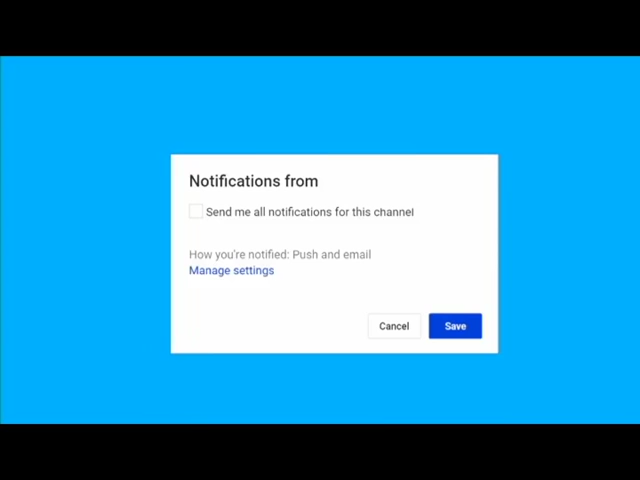 Notifications from
Send me all notifications for this channel
How you're notified: Push and email
Manage settings
Cancel
Save